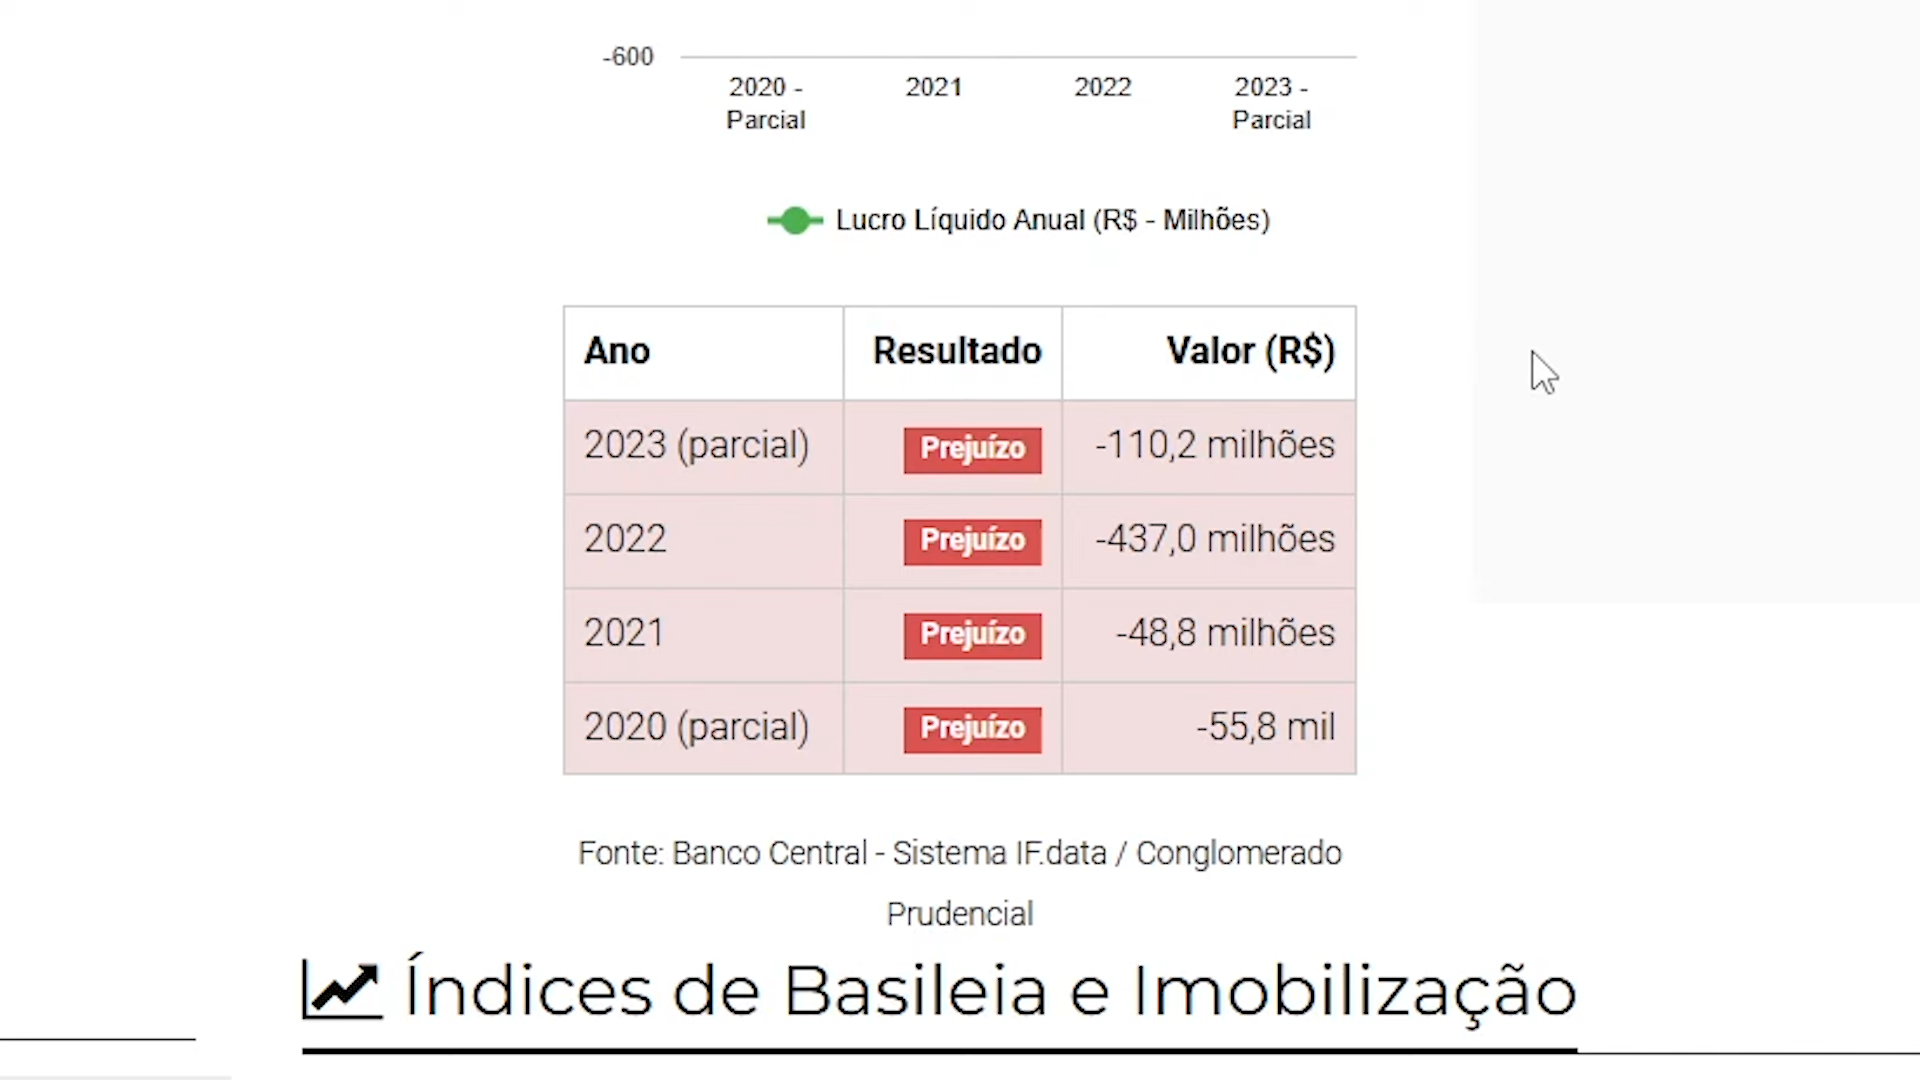 -600
2020 - 2021 2022 2023 -
Parcial Parcial
Lucro Líquido Anual (R$ - Milhões)
Ano Resultado Valor (R$)
2023 (parcial) Prejuízo -110,2 milhões
2022 Prejuízo -437,0 milhões
2021 Prejuízo -48,8 milhões
2020 (parcial) Prejuízo -55,8 mil
Fonte: Banco Central - Sistema IF.data / Conglomerado
Prudencial
Índices de Basileia e Imobilização